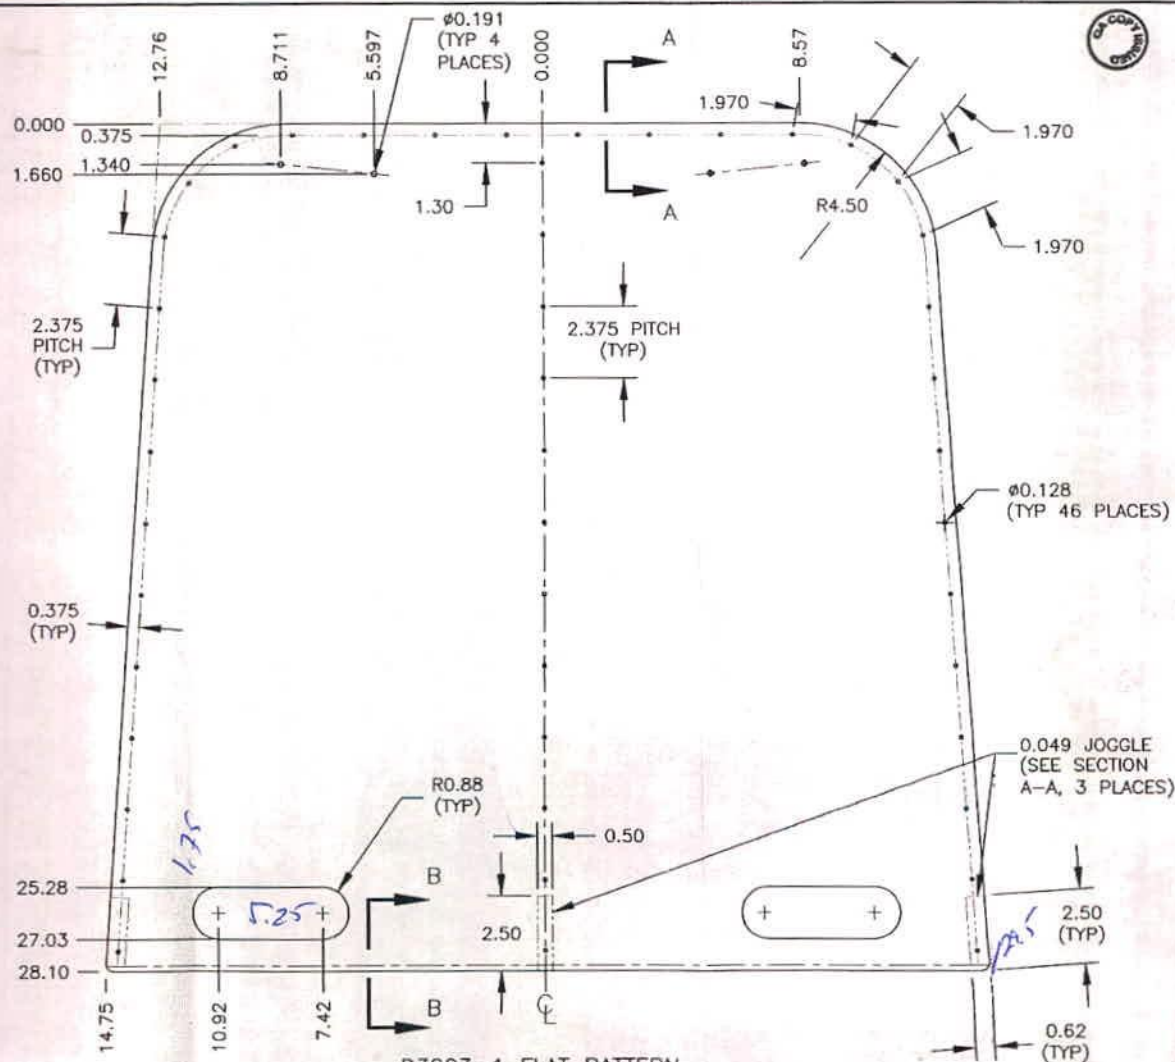 QA COPY ISSUED
12.76
8.711
5.597
ø0.191
(TYP 4
PLACES)
0.000
A
8.57
1.970
0.000
0.375
1.340
1.660
1.30
A
R4.50
1.970
1.970
2.375
PITCH
(TYP)
2.375 PITCH
(TYP)
ø0.128
(TYP 46 PLACES)
0.375
(TYP)
0.049 JOGGLE
(SEE SECTION
A-A, 3 PLACES)
R0.88
(TYP)
0.50
1.75
B
25.28
5.25
2.50
2.50
(TYP)
27.03
28.10
14.75
10.92
7.42
B
CL
0.62
(TYP)